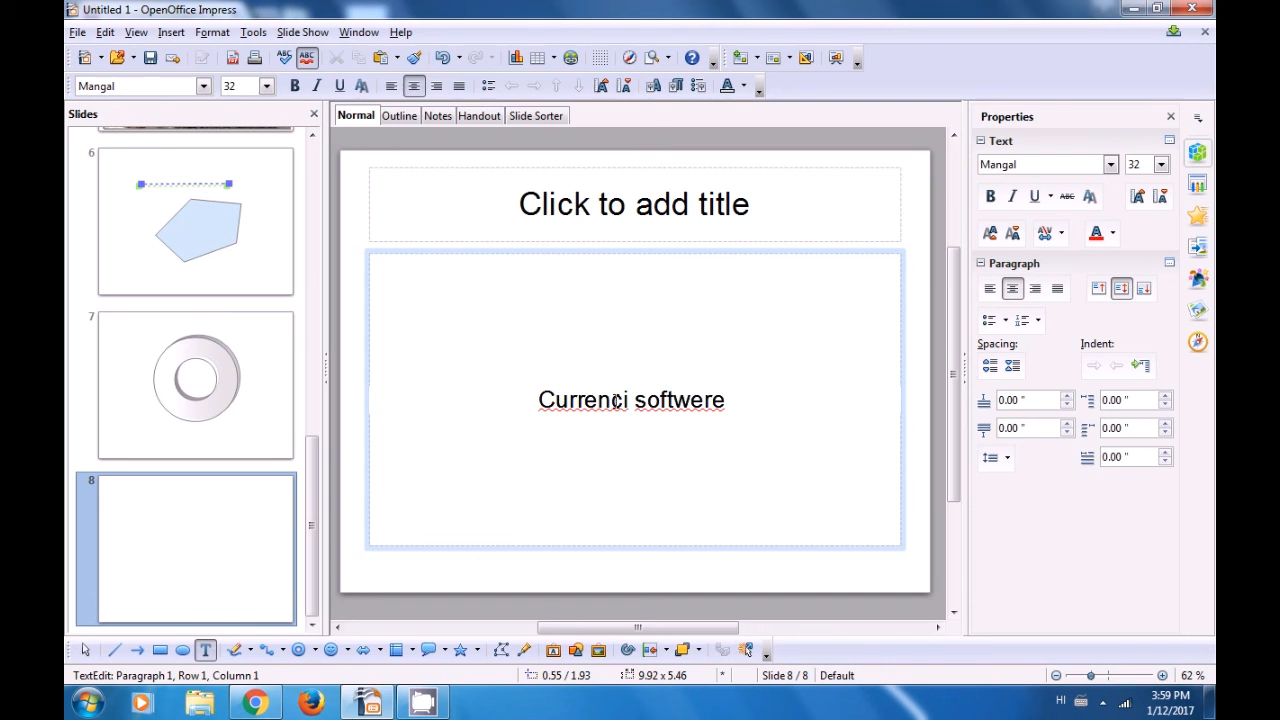 Untitled 1 - OpenOffice Impress
File Edit View Insert Format Tools Slide Show Window Help
Mangal 32
Slides
Normal Outline Notes Handout Slide Sorter
Properties
6
7
8
Click to add title
Currenci softwere
Text
Mangal 32
Paragraph
Spacing: Indent:
0.00 " 0.00 "
0.00 " 0.00 "
0.00 "
TextEdit: Paragraph 1, Row 1, Column 1 0.55 / 1.93 9.92 x 5.46 * Slide 8 / 8 Default 62 %
HI 3:59 PM
1/12/2017